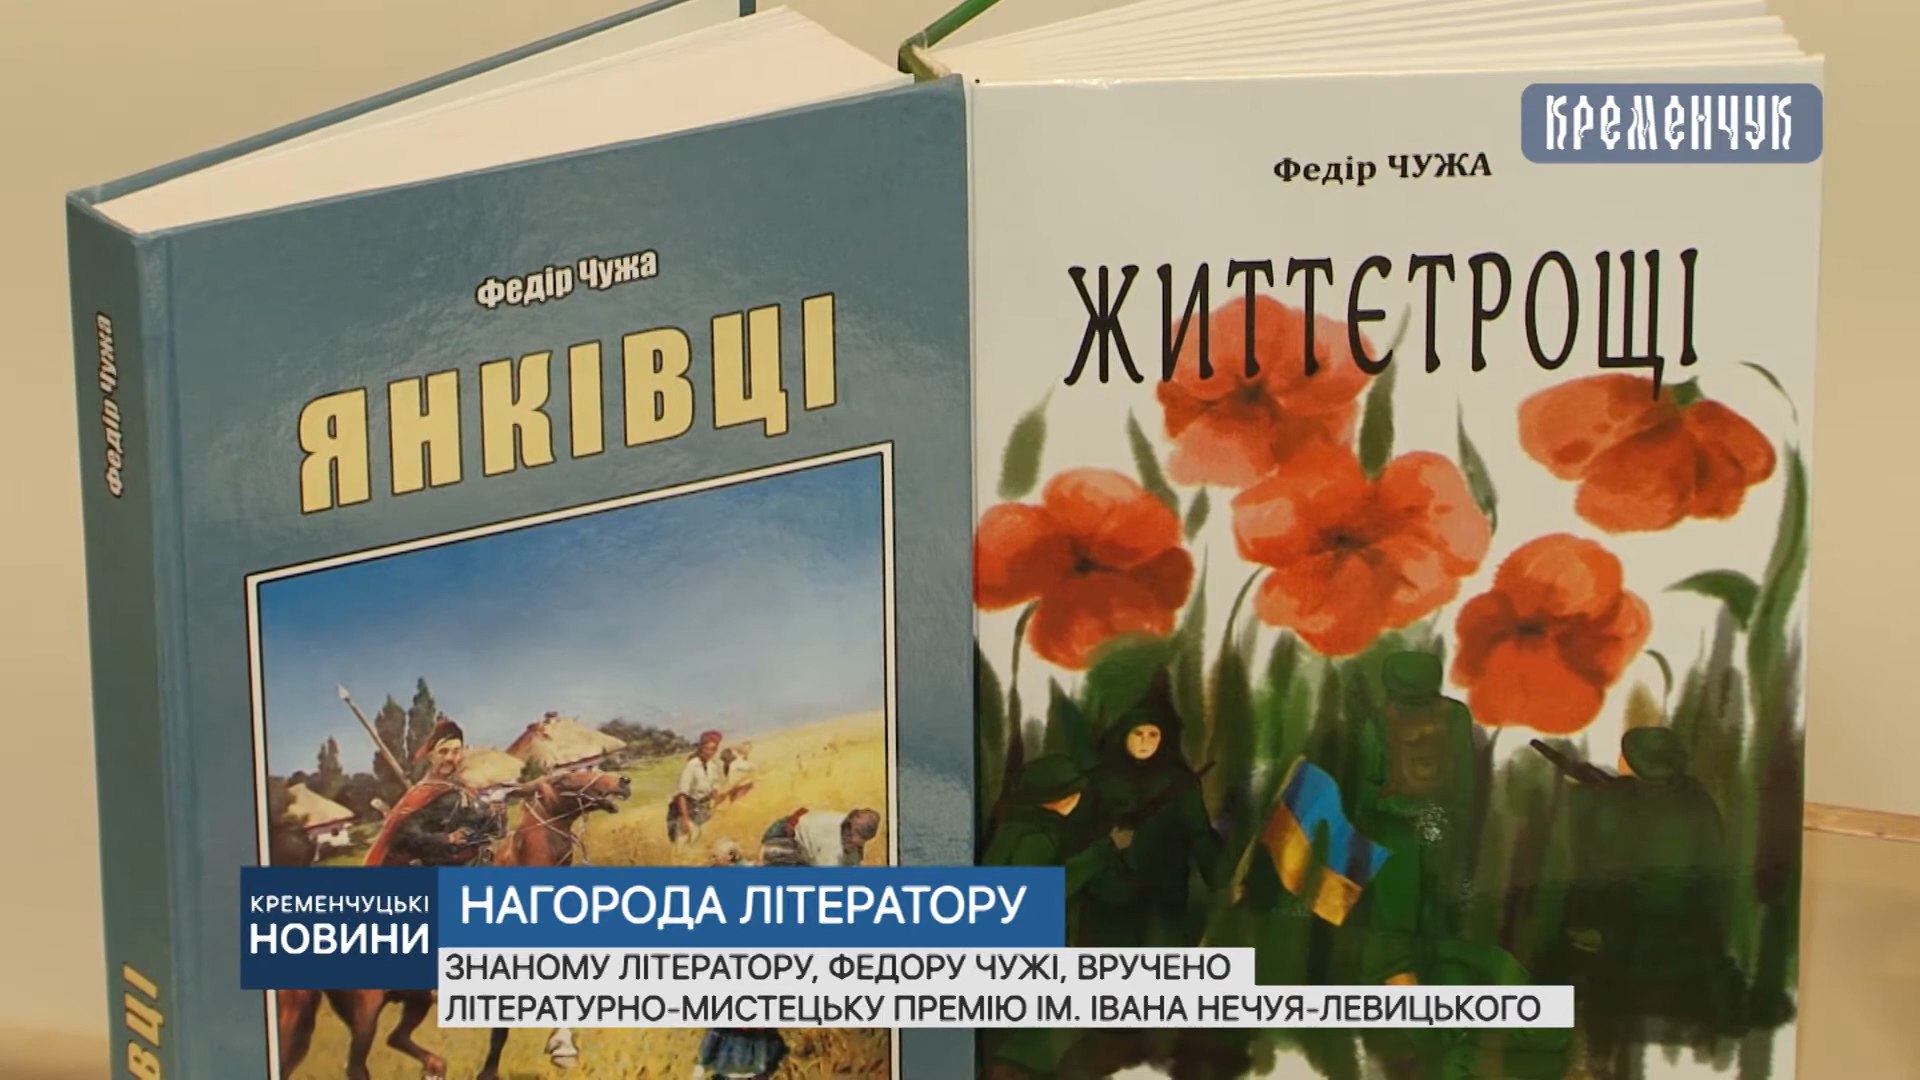 КРЕМЕНЧУК
Федір Чужа
ЯНКІВЦІ
Федір Чужа
Федір ЧУЖА
ЖИТТЄТРОЩІ
КРЕМЕНЧУЦЬКІ
НОВИНИ
НАГОРОДА ЛІТЕРАТОРУ
ЗНАНОМУ ЛІТЕРАТОРУ, ФЕДОРУ ЧУЖІ, ВРУЧЕНО
ЛІТЕРАТУРНО-МИСТЕЦЬКУ ПРЕМІЮ ІМ. ІВАНА НЕЧУЯ-ЛЕВИЦЬКОГО
ІВЦІ